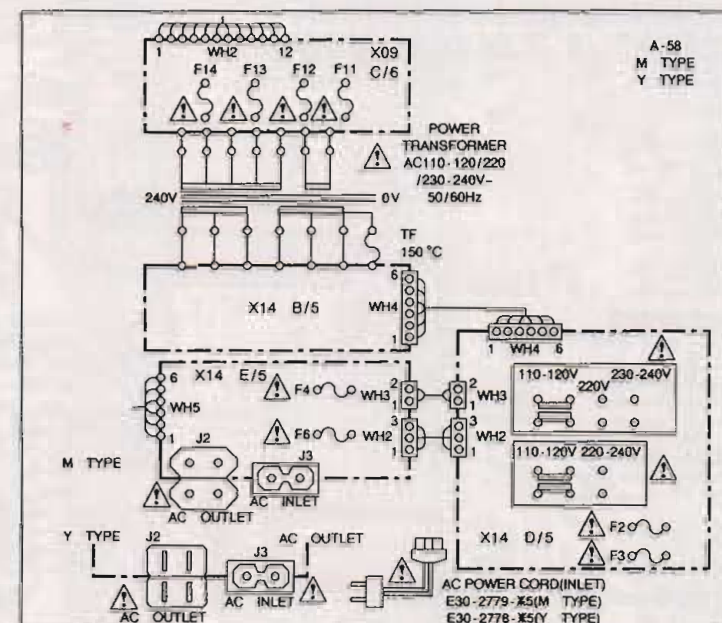 1
1 WH2 12 X09
F14 F13 F12 F11 C/6
A-58
M TYPE
Y TYPE
POWER
TRANSFORMER
AC110-120/220
/230-240V~
50/60Hz
240V 0V
TF
150°C
X14 B/5
6
WH4
1
1 WH4 6
X14 E/5
6
WH5
1
F4
F6
2
WH3
1
3
WH2
1
2
WH3
1
3
WH2
1
110-120V 230-240V
220V
110-120V 220-240V
M TYPE
J2
J3
AC INLET
AC OUTLET
X14 D/5
F2
F3
Y TYPE
J2
J3
AC OUTLET
AC INLET
AC OUTLET
AC POWER CORD(INLET)
E30-2779-※5(M TYPE)
E30-2778-※5(Y TYPE)